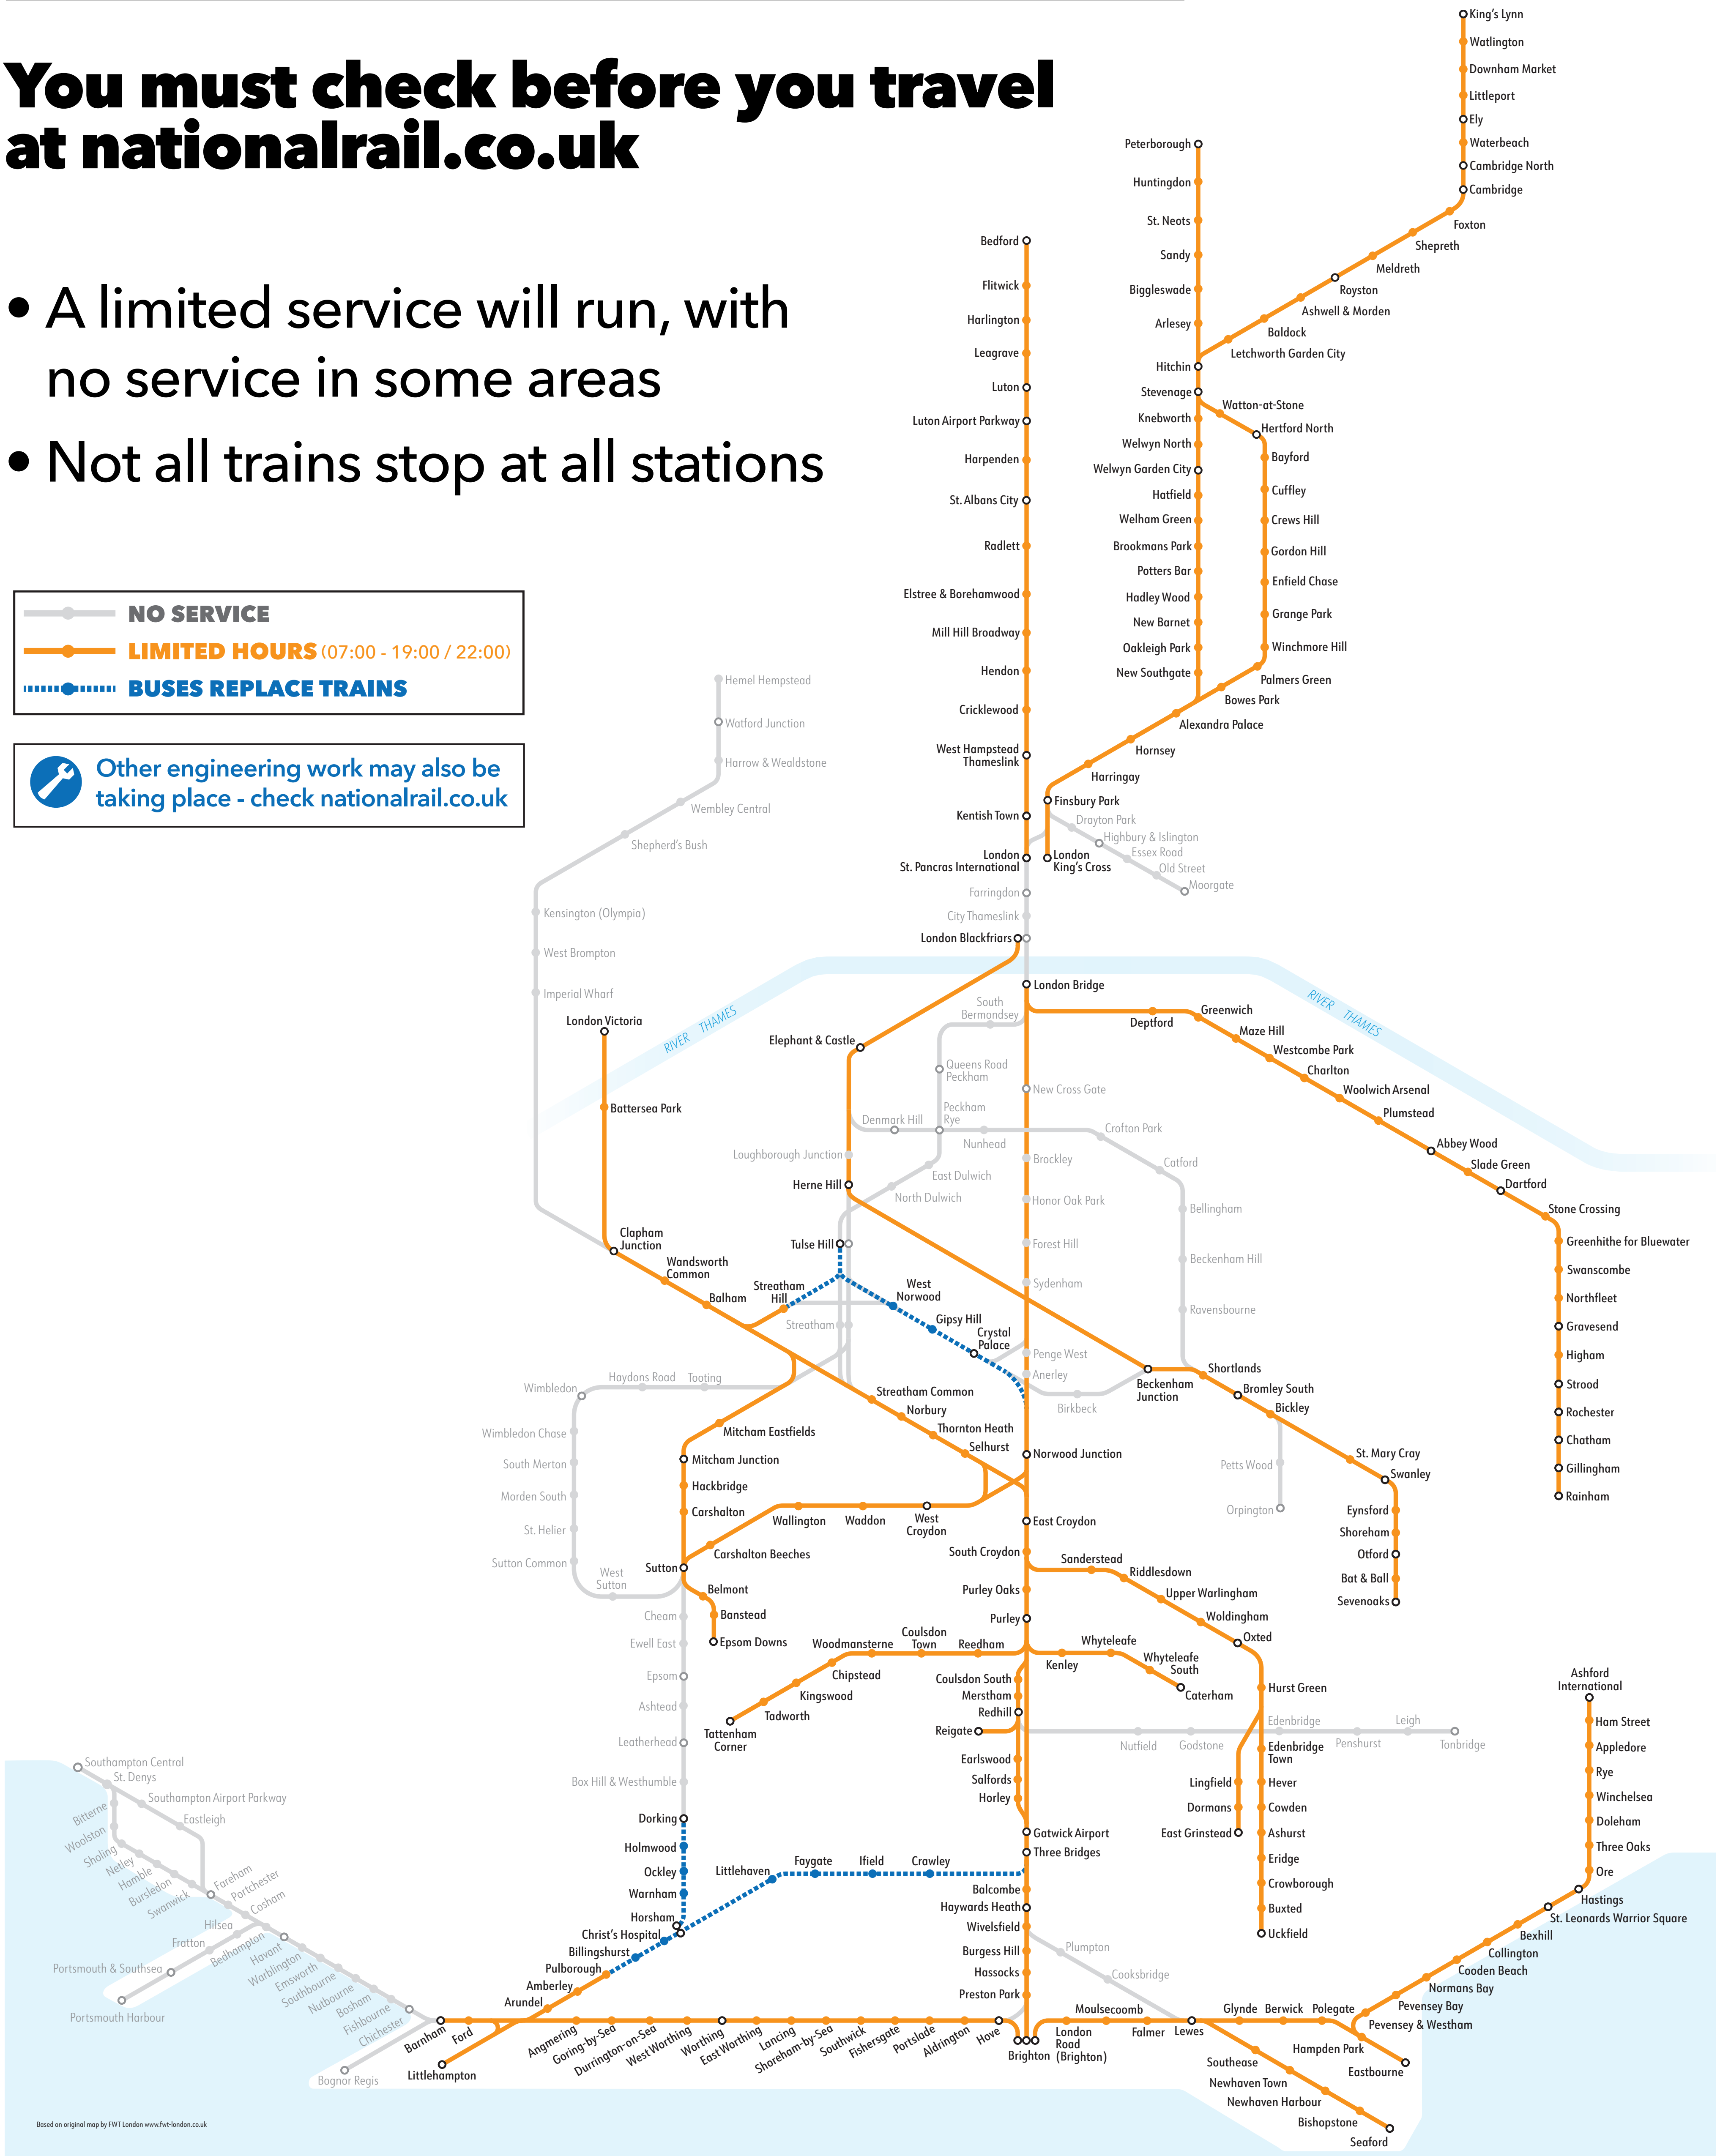 You must check before you travel
at nationalrail.co.uk
• A limited service will run, with
no service in some areas
• Not all trains stop at all stations
NO SERVICE
LIMITED HOURS (07:00 - 19:00 / 22:00)
BUSES REPLACE TRAINS
Other engineering work may also be
taking place - check nationalrail.co.uk
King's Lynn
Watlington
Downham Market
Littleport
Ely
Waterbeach
Cambridge North
Cambridge
Foxton
Shepreth
Meldreth
Royston
Ashwell & Morden
Baldock
Letchworth Garden City
Peterborough
Huntingdon
St. Neots
Sandy
Biggleswade
Arlesey
Hitchin
Stevenage
Knebworth
Welwyn North
Welwyn Garden City
Hatfield
Welham Green
Brookmans Park
Potters Bar
Hadley Wood
New Barnet
Oakleigh Park
New Southgate
Watton-at-Stone
Hertford North
Bayford
Cuffley
Crews Hill
Gordon Hill
Enfield Chase
Grange Park
Winchmore Hill
Palmers Green
Bowes Park
Alexandra Palace
Hornsey
Harringay
Finsbury Park
Drayton Park
Highbury & Islington
Essex Road
Old Street
Moorgate
London
King's Cross
Bedford
Flitwick
Harlington
Leagrave
Luton
Luton Airport Parkway
Harpenden
St. Albans City
Radlett
Elstree & Borehamwood
Mill Hill Broadway
Hendon
Cricklewood
West Hampstead
Thameslink
Kentish Town
London
St. Pancras International
Farringdon
City Thameslink
London Blackfriars
London Bridge
Hemel Hempstead
Watford Junction
Harrow & Wealdstone
Wembley Central
Shepherd's Bush
Kensington (Olympia)
West Brompton
Imperial Wharf
RIVER THAMES
RIVER THAMES
London Victoria
Battersea Park
Clapham
Junction
Wandsworth
Common
Balham
Streatham
Hill
Elephant & Castle
South
Bermondsey
Queens Road
Peckham
Peckham
Rye
Denmark Hill
Nunhead
Crofton Park
Catford
Bellingham
Beckenham Hill
Ravensbourne
Loughborough Junction
Herne Hill
East Dulwich
North Dulwich
Tulse Hill
Streatham
West
Norwood
Gipsy Hill
Crystal
Palace
New Cross Gate
Brockley
Honor Oak Park
Forest Hill
Sydenham
Penge West
Anerley
Birkbeck
Beckenham
Junction
Shortlands
Bromley South
Bickley
Petts Wood
Orpington
St. Mary Cray
Swanley
Eynsford
Shoreham
Otford
Bat & Ball
Sevenoaks
Deptford
Greenwich
Maze Hill
Westcombe Park
Charlton
Woolwich Arsenal
Plumstead
Abbey Wood
Slade Green
Dartford
Stone Crossing
Greenhithe for Bluewater
Swanscombe
Northfleet
Gravesend
Higham
Strood
Rochester
Chatham
Gillingham
Rainham
Wimbledon
Haydons Road
Tooting
Wimbledon Chase
South Merton
Morden South
St. Helier
Sutton Common
West
Sutton
Streatham Common
Norbury
Thornton Heath
Selhurst
Norwood Junction
Mitcham Eastfields
Mitcham Junction
Hackbridge
Carshalton
Wallington
Waddon
West
Croydon
Carshalton Beeches
Sutton
Belmont
Banstead
Epsom Downs
Cheam
Ewell East
Epsom
Ashtead
Leatherhead
Box Hill & Westhumble
Dorking
Holmwood
Ockley
Warnham
Horsham
Christ's Hospital
Billingshurst
Pulborough
Amberley
Arundel
East Croydon
South Croydon
Purley Oaks
Purley
Sanderstead
Riddlesdown
Upper Warlingham
Woldingham
Oxted
Hurst Green
Woodmansterne
Coulsdon
Town
Reedham
Chipstead
Kingswood
Tadworth
Tattenham
Corner
Kenley
Whyteleafe
Whyteleafe
South
Caterham
Coulsdon South
Merstham
Redhill
Reigate
Earlswood
Salfords
Horley
Gatwick Airport
Three Bridges
Nutfield
Godstone
Edenbridge
Penshurst
Leigh
Tonbridge
Edenbridge
Town
Hever
Cowden
Ashurst
Eridge
Crowborough
Buxted
Uckfield
Lingfield
Dormans
East Grinstead
Littlehaven
Faygate
Ifield
Crawley
Balcombe
Haywards Heath
Wivelsfield
Burgess Hill
Hassocks
Preston Park
Plumpton
Cooksbridge
Ashford
International
Ham Street
Appledore
Rye
Winchelsea
Doleham
Three Oaks
Ore
Hastings
St. Leonards Warrior Square
Bexhill
Collington
Cooden Beach
Normans Bay
Pevensey Bay
Pevensey & Westham
Southampton Central
St. Denys
Southampton Airport Parkway
Eastleigh
Bitterne
Woolston
Sholing
Netley
Hamble
Bursledon
Swanwick
Fareham
Portchester
Cosham
Hilsea
Fratton
Portsmouth & Southsea
Portsmouth Harbour
Bedhampton
Havant
Warblington
Emsworth
Southbourne
Nutbourne
Bosham
Fishbourne
Chichester
Bognor Regis
Barnham
Ford
Littlehampton
Angmering
Goring-by-Sea
Durrington-on-Sea
West Worthing
Worthing
East Worthing
Lancing
Shoreham-by-Sea
Southwick
Fishersgate
Portslade
Aldrington
Hove
Brighton
London
Road
(Brighton)
Moulsecoomb
Falmer
Lewes
Glynde
Berwick
Polegate
Hampden Park
Eastbourne
Southease
Newhaven Town
Newhaven Harbour
Bishopstone
Seaford
Based on original map by FWT London www.fwt-london.co.uk